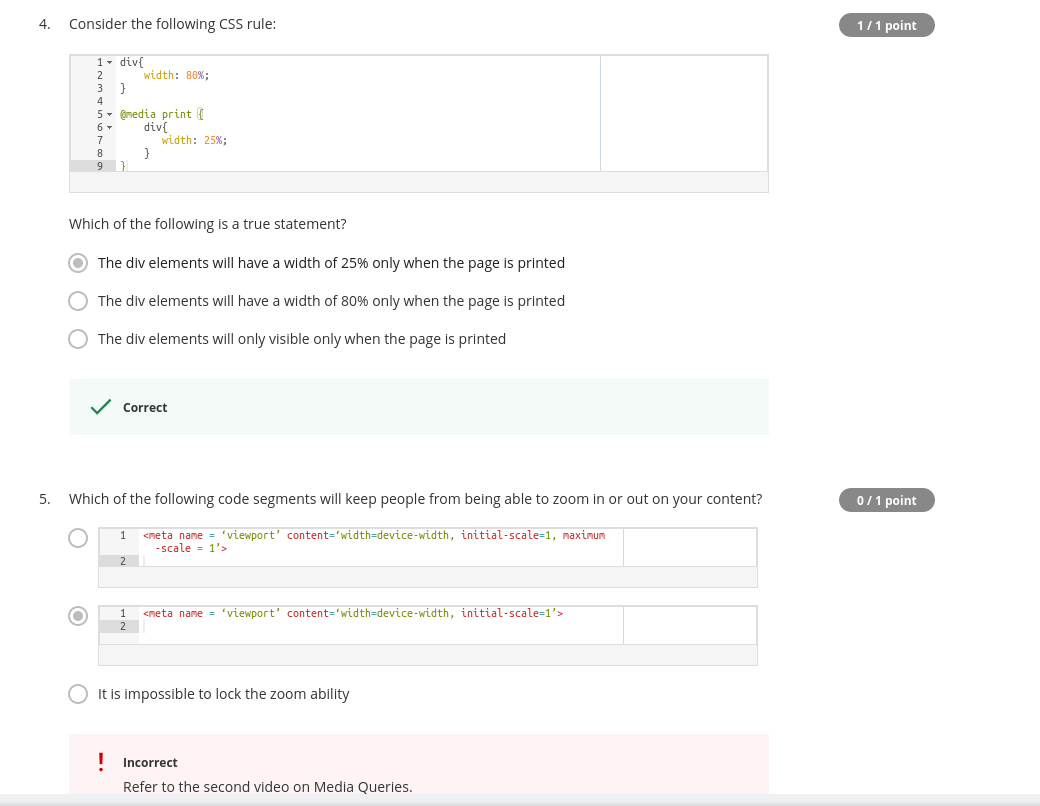 4. Consider the following CSS rule:
1 / 1 point
1 div{
2 width: 80%;
3 }
4
5 @media print {
6 div{
7 width: 25%;
8 }
9 }
Which of the following is a true statement?
The div elements will have a width of 25% only when the page is printed
The div elements will have a width of 80% only when the page is printed
The div elements will only visible only when the page is printed
Correct
5. Which of the following code segments will keep people from being able to zoom in or out on your content?
0 / 1 point
1 <meta name = ‘viewport’ content=‘width=device-width, initial-scale=1, maximum
-scale = 1’>
2
1 <meta name = ‘viewport’ content=‘width=device-width, initial-scale=1’>
2
It is impossible to lock the zoom ability
Incorrect
Refer to the second video on Media Queries.